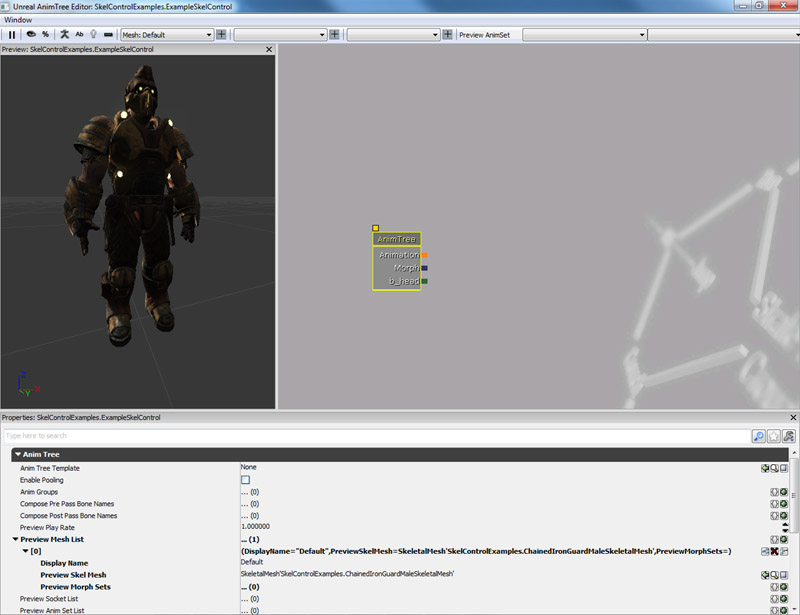 Unreal AnimTree Editor: SkelControlExamples.ExampleSkelControl
Window
Ab Mesh: Default Preview AnimSet
Preview: SkelControlExamples.ExampleSkelControl
AnimTree
Animation
Morph
b_head
Z
X
Y
Properties: SkelControlExamples.ExampleSkelControl
Type here to search
Anim Tree
Anim Tree Template None
Enable Pooling
Anim Groups ... (0)
Compose Pre Pass Bone Names ... (0)
Compose Post Pass Bone Names ... (0)
Preview Play Rate 1.000000
Preview Mesh List ... (1)
[0] (DisplayName="Default",PreviewSkelMesh=SkeletalMesh'SkelControlExamples.ChainedIronGuardMaleSkeletalMesh',PreviewMorphSets=)
Display Name Default
Preview Skel Mesh SkeletalMesh'SkelControlExamples.ChainedIronGuardMaleSkeletalMesh'
Preview Morph Sets ... (0)
Preview Socket List ... (0)
Preview Anim Set List ... (0)